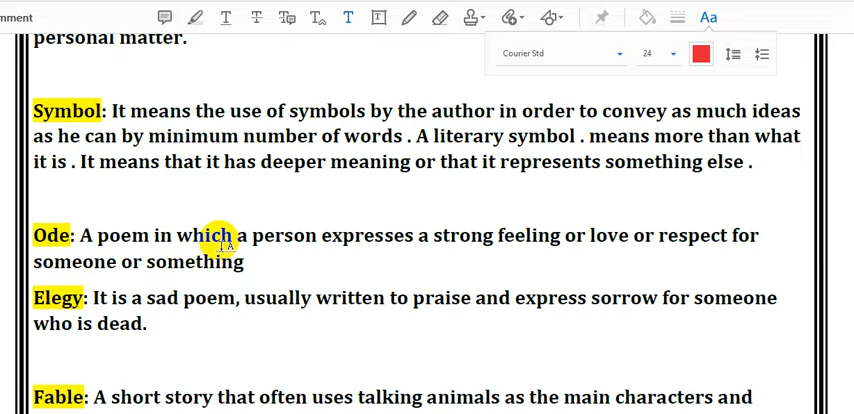 mment
Courier Std 24 Aa
personal matter.
Symbol: It means the use of symbols by the author in order to convey as much ideas
as he can by minimum number of words . A literary symbol . means more than what
it is . It means that it has deeper meaning or that it represents something else .
Ode: A poem in which a person expresses a strong feeling or love or respect for
someone or something
Elegy: It is a sad poem, usually written to praise and express sorrow for someone
who is dead.
Fable: A short story that often uses talking animals as the main characters and